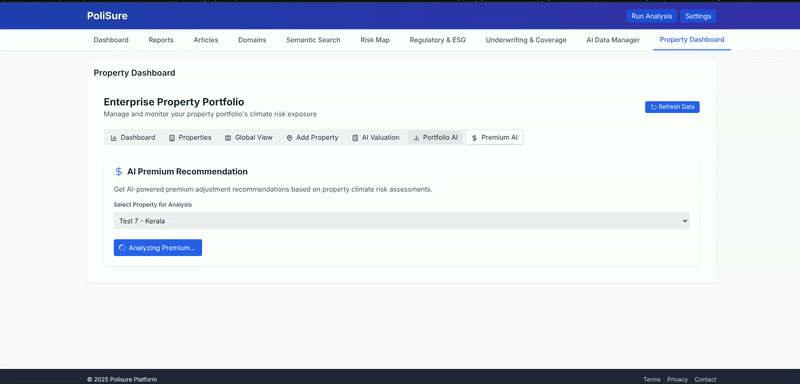 PoliSure
Run Analysis Settings
Dashboard Reports Articles Domains Semantic Search Risk Map Regulatory & ESG Underwriting & Coverage AI Data Manager Property Dashboard
Property Dashboard
Enterprise Property Portfolio
Manage and monitor your property portfolio's climate risk exposure
Refresh Data
Dashboard Properties Global View Add Property AI Valuation Portfolio AI Premium AI
AI Premium Recommendation
Get AI-powered premium adjustment recommendations based on property climate risk assessments.
Select Property for Analysis
Test 7 - Kerala
Analyzing Premium...
© 2025 Polisure Platform
Terms Privacy Contact